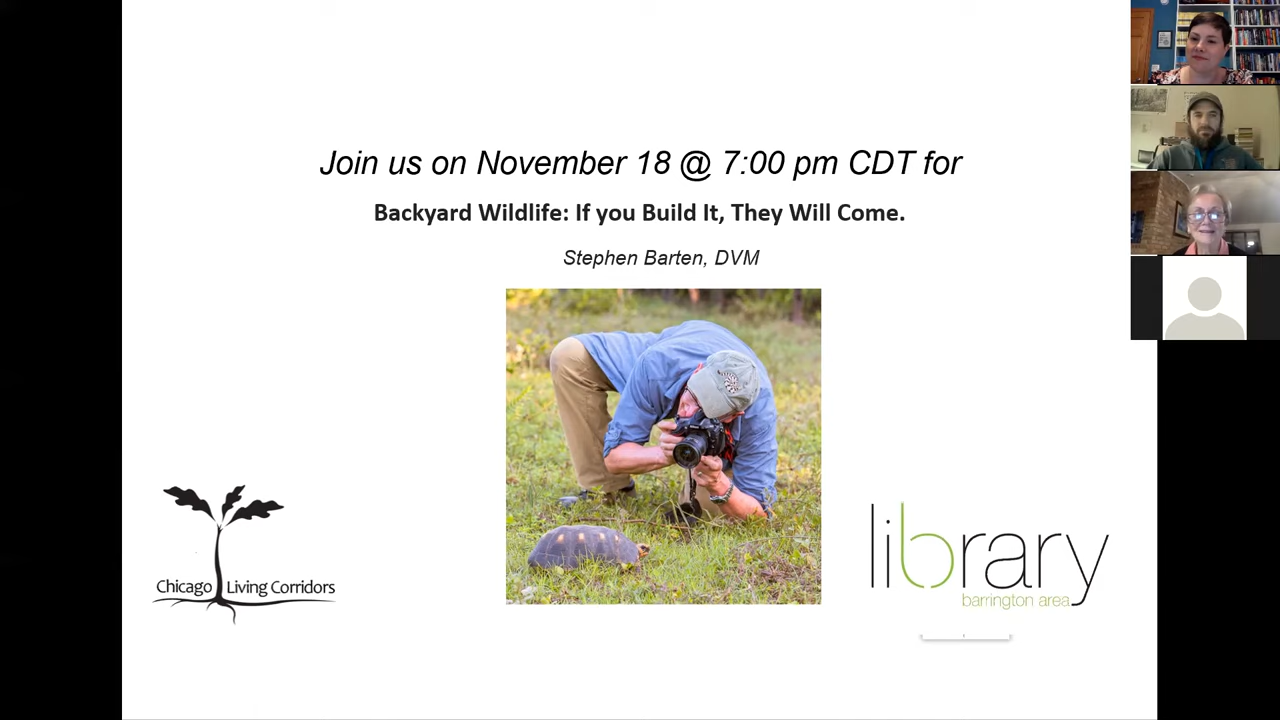 Join us on November 18 @ 7:00 pm CDT for
Backyard Wildlife: If you Build It, They Will Come.
Stephen Barten, DVM
Chicago Living Corridors
library
barrington area